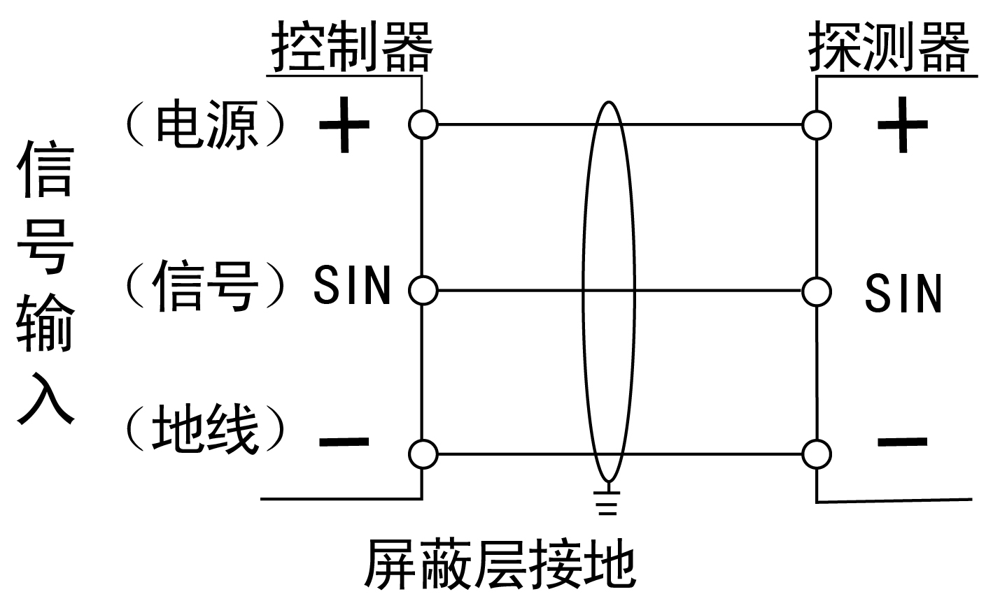 控制器 探测器
信号输入
（电源） + +
（信号） SIN SIN
（地线） − −
屏蔽层接地